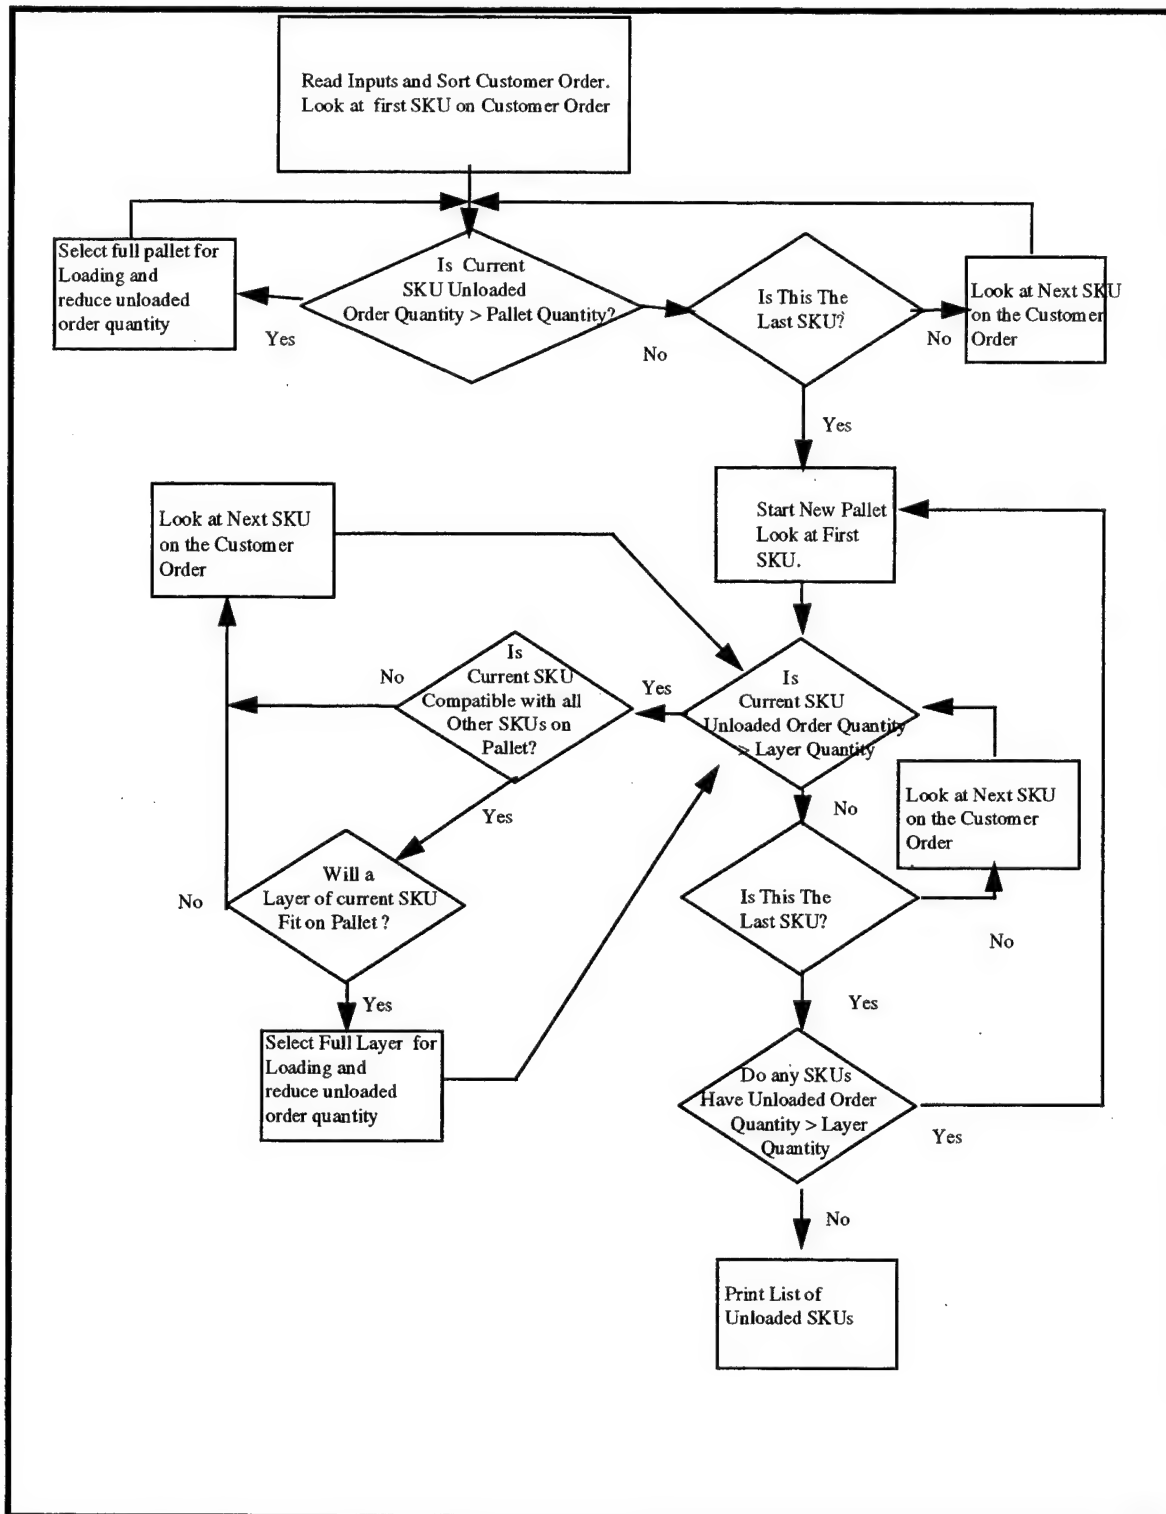 Read Inputs and Sort Customer Order.
Look at first SKU on Customer Order
Select full pallet for
Loading and
reduce unloaded
order quantity
Yes
Is Current
SKU Unloaded
Order Quantity > Pallet Quantity?
No
Is This The
Last SKU?
No
Look at Next SKU
on the Customer
Order
Yes
Start New Pallet
Look at First
SKU.
Look at Next SKU
on the Customer
Order
No
Is
Current SKU
Compatible with all
Other SKUs on
Pallet?
Yes
Is
Current SKU
Unloaded Order Quantity
> Layer Quantity
Look at Next SKU
on the Customer
Order
No
Yes
Will a
Layer of current SKU
Fit on Pallet ?
No
Is This The
Last SKU?
No
Yes
Yes
Select Full Layer for
Loading and
reduce unloaded
order quantity
Do any SKUs
Have Unloaded Order
Quantity > Layer
Quantity
Yes
No
Print List of
Unloaded SKUs